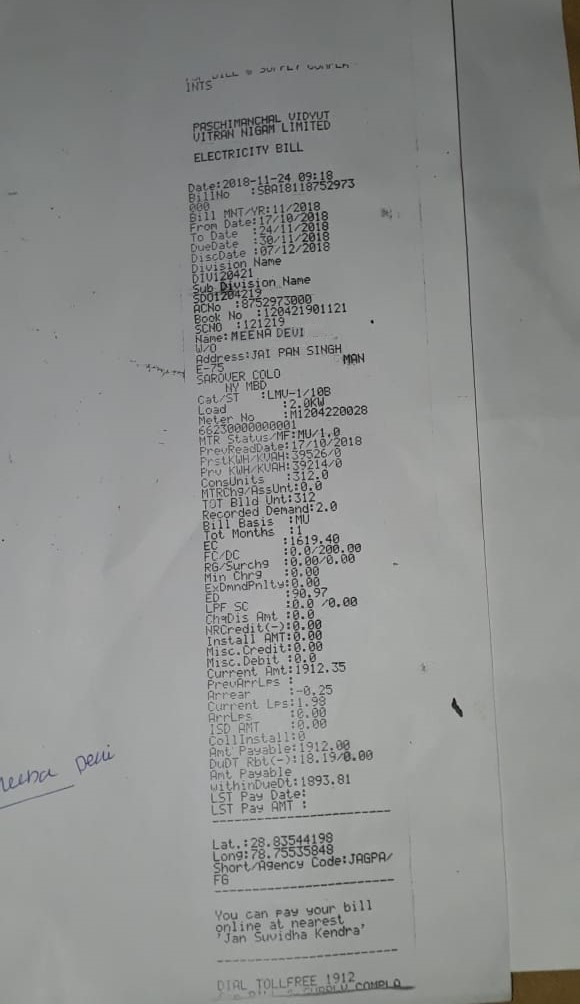 INTS
PASCHIMANCHAL VIDYUT
VITRAN NIGAM LIMITED
ELECTRICITY BILL
Date:2018-11-24 09:18
BillNo :SBA18118752973
000
Bill MNT/YR:11/2018
From Date:17/10/2018
To Date :24/11/2018
DueDate :30/11/2018
DiscDate :07/12/2018
Division Name
DIV120421
Sub Division Name
SDO1204219
ACNo :8752973000
Book No :120421901121
SCNO :121219
Name:MEENA DEVI
W/O
Address:JAI PAN SINGH
E-75 MAN
SAROVER COLO
NY MBD
Cat/ST :LMV-1/10B
Load :2.0KW
Meter No :M1204220028
66230000000001
MTR Status/MF:MU/1.0
PrevReadDate:17/10/2018
PrstKWH/KVAH:39526/0
Prv KWH/KVAH:39214/0
ConsUnits :312.0
MTRChg/AssUnt:0.0
TOT Blld Unt:312
Recorded Demand:2.0
Bill Basis :MU
Tot Months :1
EC :1619.40
FC/DC :0.0/200.00
RG/Surchg :0.00/0.00
Min Chrg :0.00
ExDmndPnlty:0.00
ED :90.97
LPF SC :0.0 /0.00
ChqDis Amt :0.0
NRCredit(-):0.00
Install AMT:0.00
Misc.Credit:0.00
Misc.Debit :0.0
Current Amt:1912.35
PrevArrLps :
Arrear :-0.25
Current Lps:1.98
ArrLps :0.00
ISD AMT :0.00
CollInstall:0
Amt Payable:1912.00
DuDT Rbt(-):18.19/0.00
Amt Payable
withinDueDt:1893.81
LST Pay Date:
LST Pay AMT :
Lat.:28.83544198
Long:78.75535848
Short/Agency Code:JAGPA/
FG
You can pay your bill
online at nearest
'Jan Suvidha Kendra'
DIAL TOLLFREE 1912
Devi